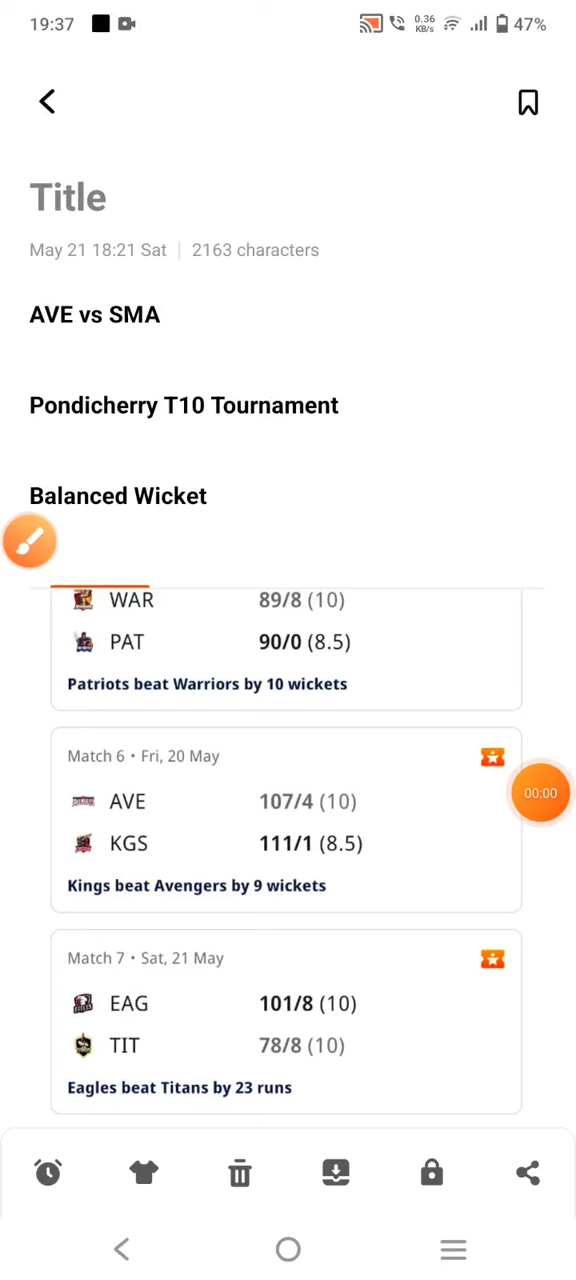 19:37 0.36 KB/s 47%
Title
May 21 18:21 Sat | 2163 characters
AVE vs SMA
Pondicherry T10 Tournament
Balanced Wicket
WAR 89/8 (10)
PAT 90/0 (8.5)
Patriots beat Warriors by 10 wickets
Match 6 • Fri, 20 May
AVE 107/4 (10)
KGS 111/1 (8.5)
00:00
Kings beat Avengers by 9 wickets
Match 7 • Sat, 21 May
EAG 101/8 (10)
TIT 78/8 (10)
Eagles beat Titans by 23 runs